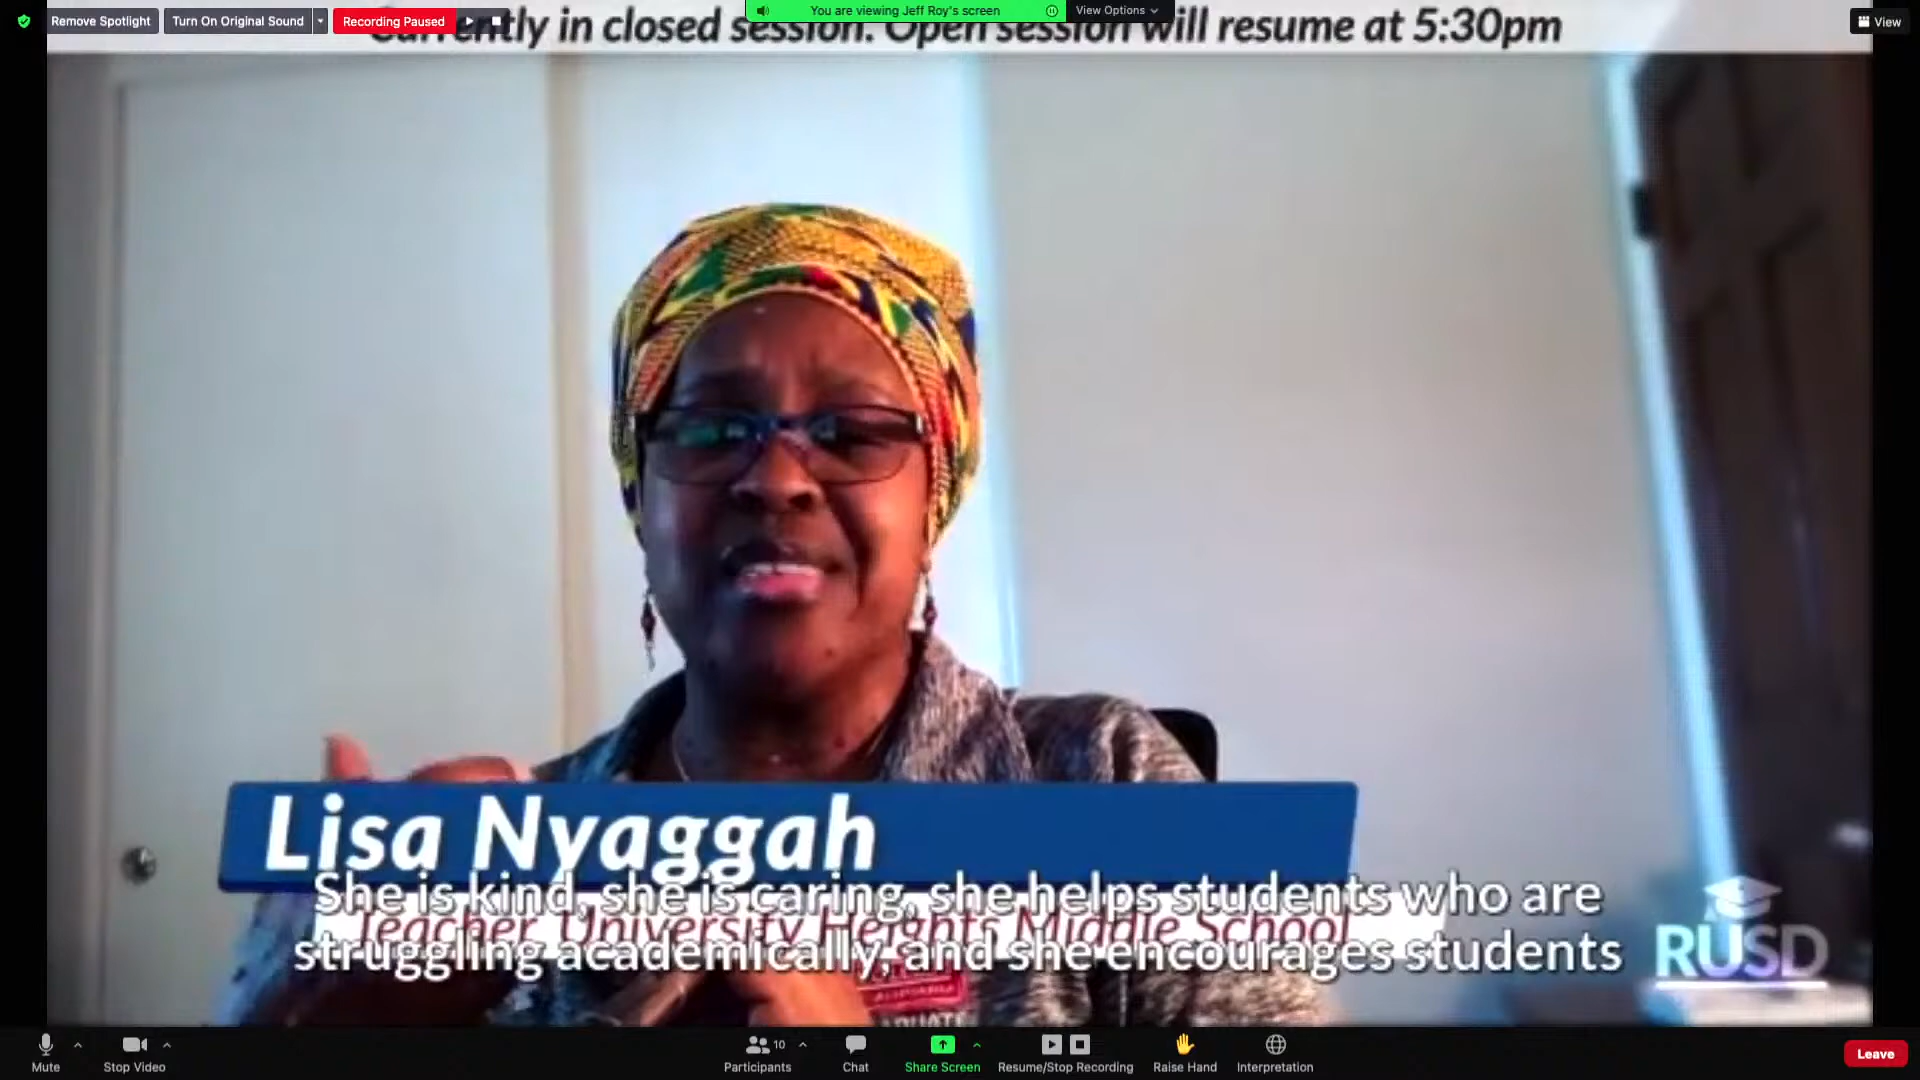 Remove Spotlight
Turn On Original Sound
Recording Paused
You are viewing Jeff Roy's screen
View Options
View
Currently in closed session. Open session will resume at 5:30pm
Lisa Nyaggah
Teacher, University Heights Middle School
She is kind, she is caring, she helps students who are
struggling academically, and she encourages students
RUSD
Mute
Stop Video
10
Participants
Chat
Share Screen
Resume/Stop Recording
Raise Hand
Interpretation
Leave